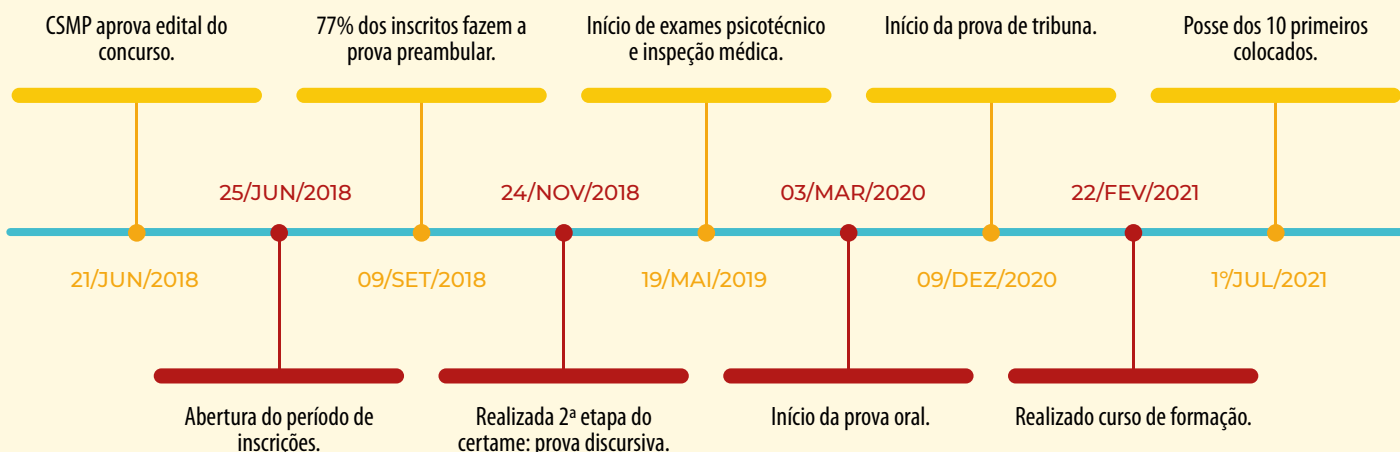 CSMP aprova edital do
concurso.
77% dos inscritos fazem a
prova preambular.
Início de exames psicotécnico
e inspeção médica.
Início da prova de tribuna.
Posse dos 10 primeiros
colocados.
25/JUN/2018
24/NOV/2018
03/MAR/2020
22/FEV/2021
21/JUN/2018
09/SET/2018
19/MAI/2019
09/DEZ/2020
1º/JUL/2021
Abertura do período de
inscrições.
Realizada 2ª etapa do
certame: prova discursiva.
Início da prova oral.
Realizado curso de formação.